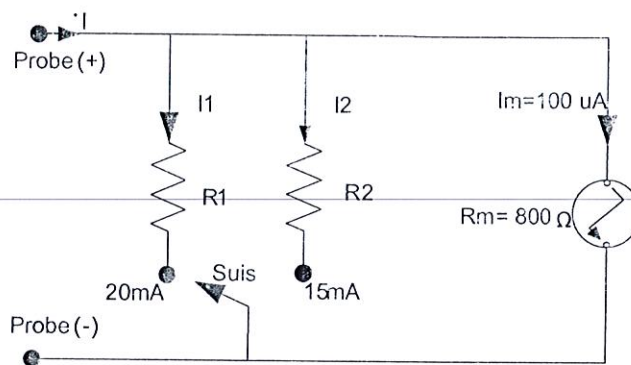 I
Probe(+)
I1
I2
Im=100 uA
R1
R2
Rm= 800 Ω
Suis
20mA
15mA
Probe(-)